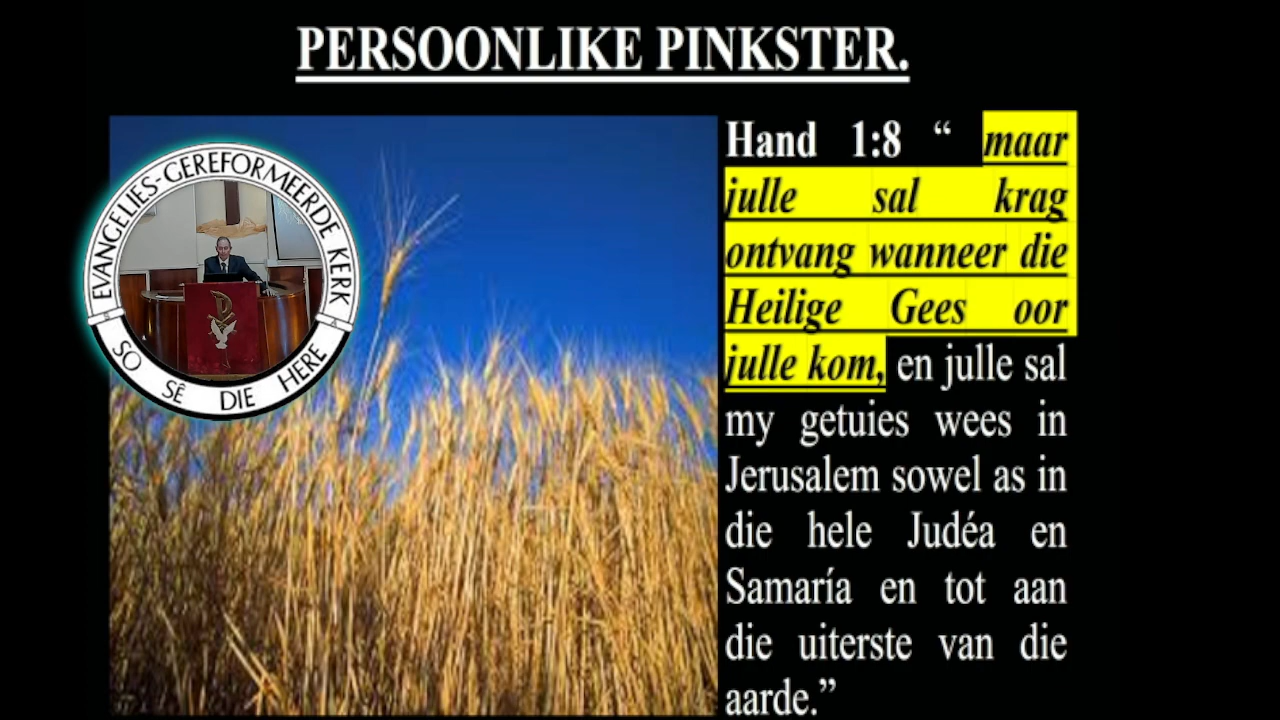 PERSOONLIKE PINKSTER.
EVANGELIES-GEREFORMEERDE KERK
S A
SO SÊ DIE HERE
Hand 1:8 “ maar
julle sal krag
ontvang wanneer die
Heilige Gees oor
julle kom, en julle sal
my getuies wees in
Jerusalem sowel as in
die hele Judéa en
Samaría en tot aan
die uiterste van die
aarde.”